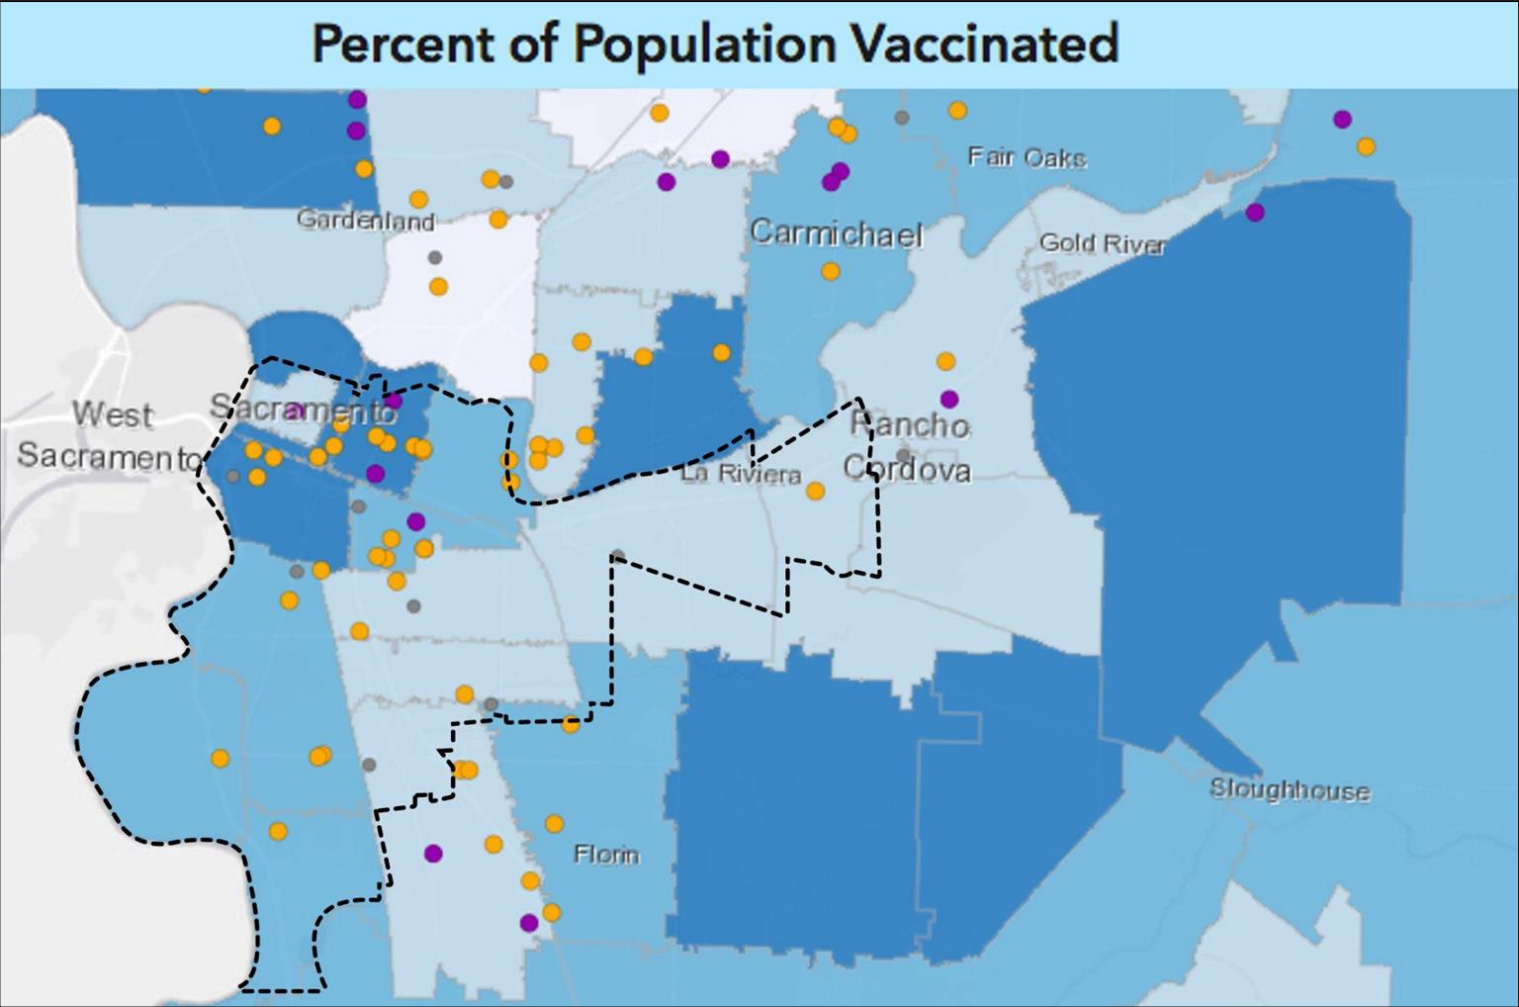 Percent of Population Vaccinated
Fair Oaks
Gardenland
Carmichael
Gold River
West
Sacramento
Sacramento
Rancho
Cordova
La Riviera
Sloughhouse
Florin